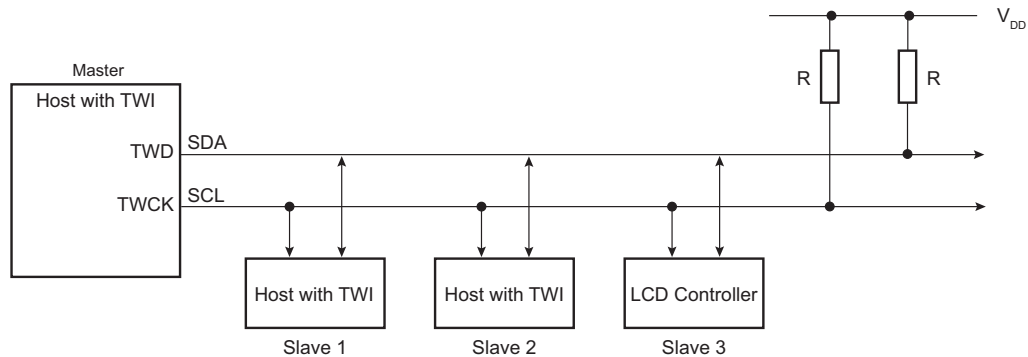 V_DD
R R
Master
Host with TWI
TWD SDA
TWCK SCL
Host with TWI Host with TWI LCD Controller
Slave 1 Slave 2 Slave 3